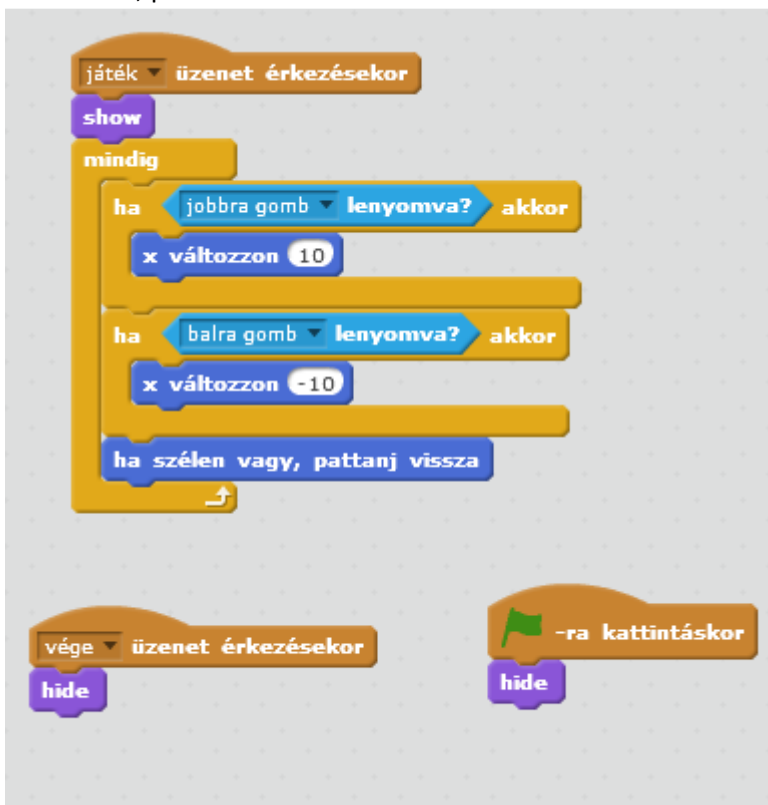 játék üzenet érkezésekor
show
mindig
ha jobbra gomb lenyomva? akkor
x változzon 10
ha balra gomb lenyomva? akkor
x változzon -10
ha szélen vagy, pattanj vissza
vége üzenet érkezésekor
hide
-ra kattintáskor
hide